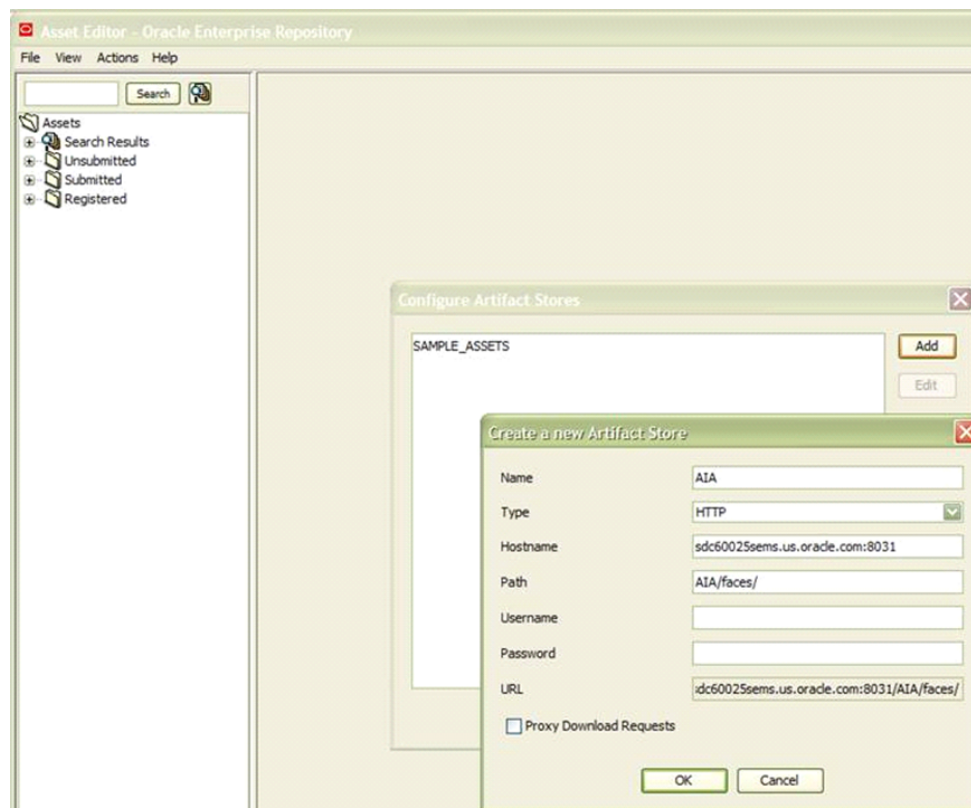 Asset Editor - Oracle Enterprise Repository
File View Actions Help
Search
Assets
Search Results
Unsubmitted
Submitted
Registered
Configure Artifact Stores
SAMPLE_ASSETS
Add
Edit
Create a new Artifact Store
Name AIA
Type HTTP
Hostname sdc60025sems.us.oracle.com:8031
Path AIA/faces/
Username
Password
URL :dc60025sems.us.oracle.com:8031/AIA/faces/
Proxy Download Requests
OK Cancel